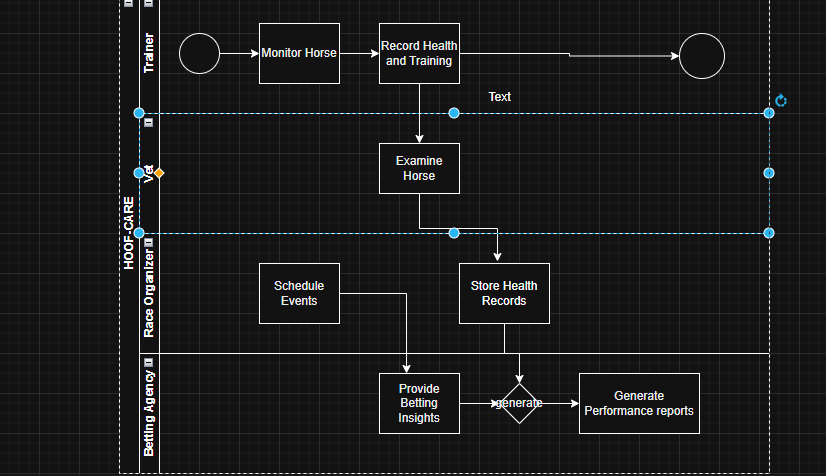 HOOF-CARE
Trainer
Monitor Horse
Record Health
and Training
Text
Vet
Examine
Horse
Race Organizer
Schedule
Events
Store Health
Records
Betting Agency
Provide
Betting
Insights
generate
Generate
Performance reports